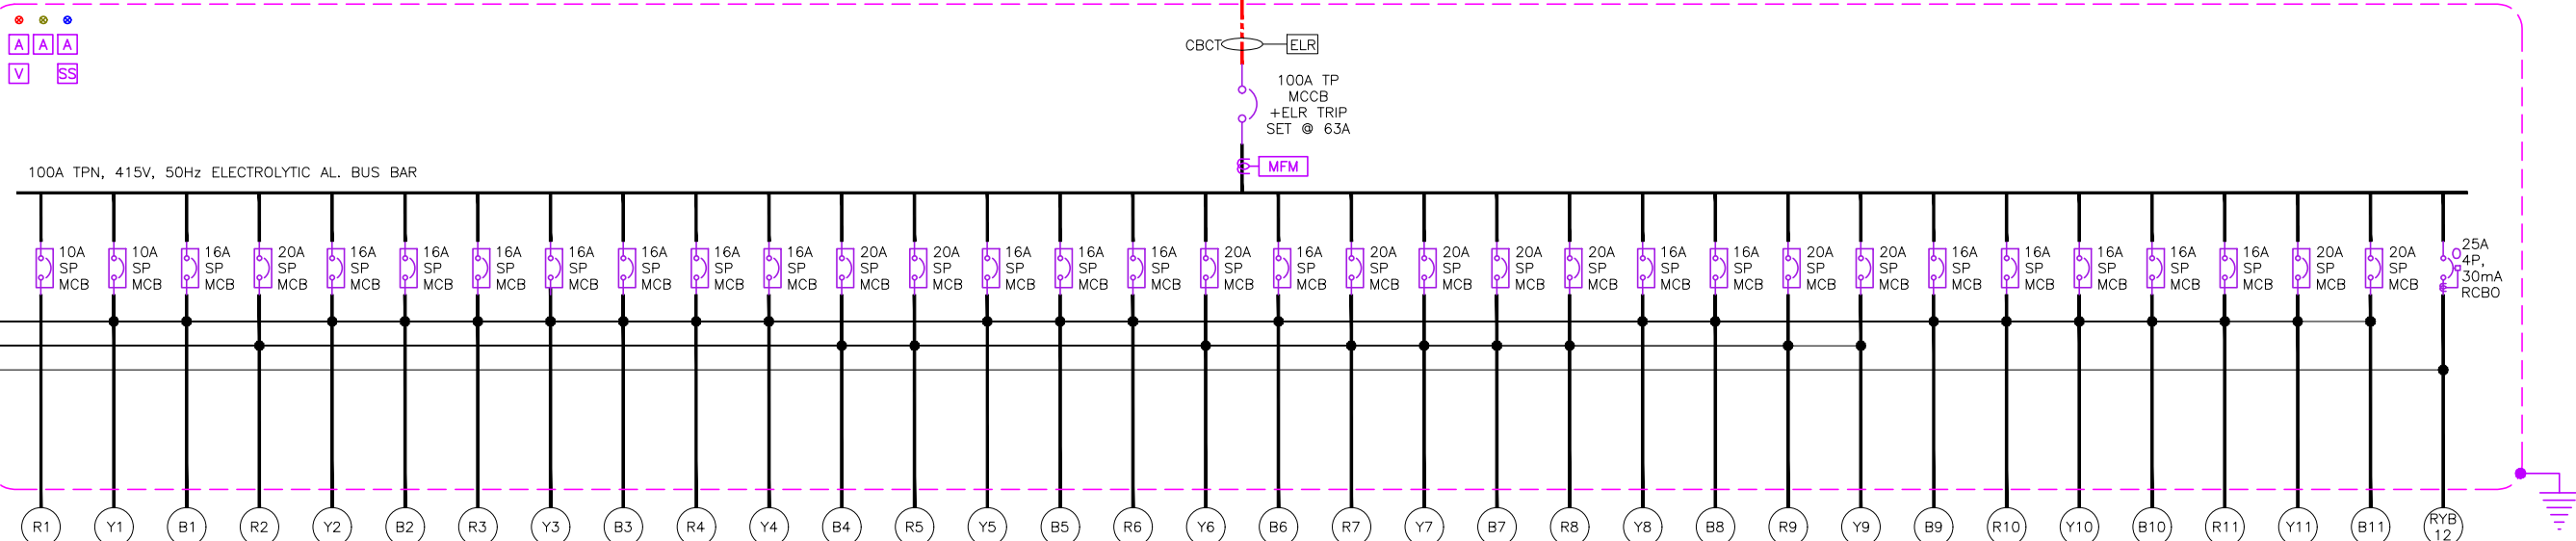 A A A
V SS
CBCT ELR
100A TP
MCCB
+ELR TRIP
SET @ 63A
MFM
100A TPN, 415V, 50Hz ELECTROLYTIC AL. BUS BAR
10A SP MCB
10A SP MCB
16A SP MCB
20A SP MCB
16A SP MCB
16A SP MCB
16A SP MCB
16A SP MCB
16A SP MCB
16A SP MCB
16A SP MCB
20A SP MCB
20A SP MCB
16A SP MCB
16A SP MCB
16A SP MCB
20A SP MCB
16A SP MCB
20A SP MCB
20A SP MCB
20A SP MCB
20A SP MCB
16A SP MCB
16A SP MCB
20A SP MCB
20A SP MCB
16A SP MCB
16A SP MCB
16A SP MCB
16A SP MCB
16A SP MCB
20A SP MCB
20A SP MCB
25A
4P,
30mA
RCBO
R1 Y1 B1 R2 Y2 B2 R3 Y3 B3 R4 Y4 B4 R5 Y5 B5 R6 Y6 B6 R7 Y7 B7 R8 Y8 B8 R9 Y9 B9 R10 Y10 B10 R11 Y11 B11 RYB
12